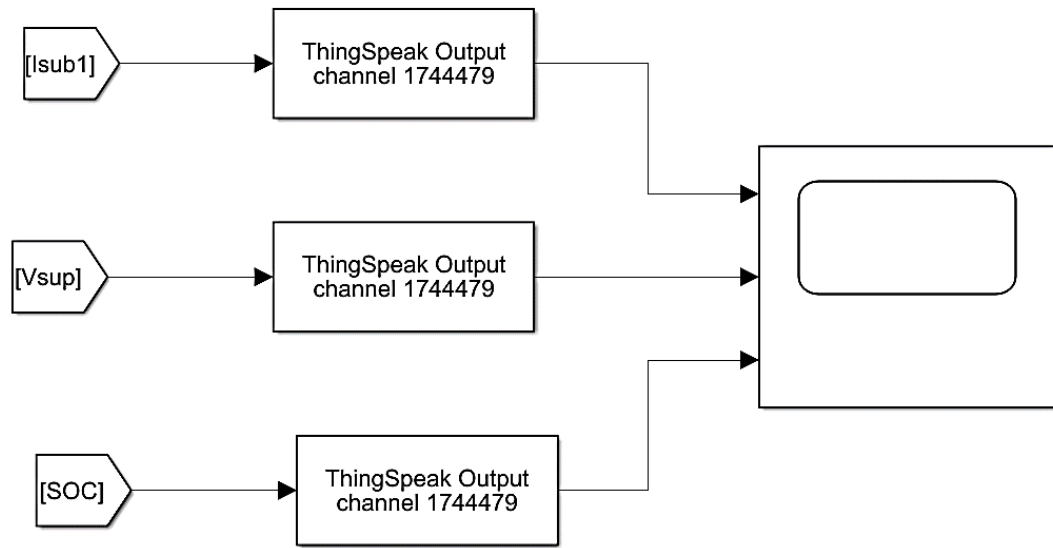 [Isub1]
ThingSpeak Output
channel 1744479
[Vsup]
ThingSpeak Output
channel 1744479
[SOC]
ThingSpeak Output
channel 1744479